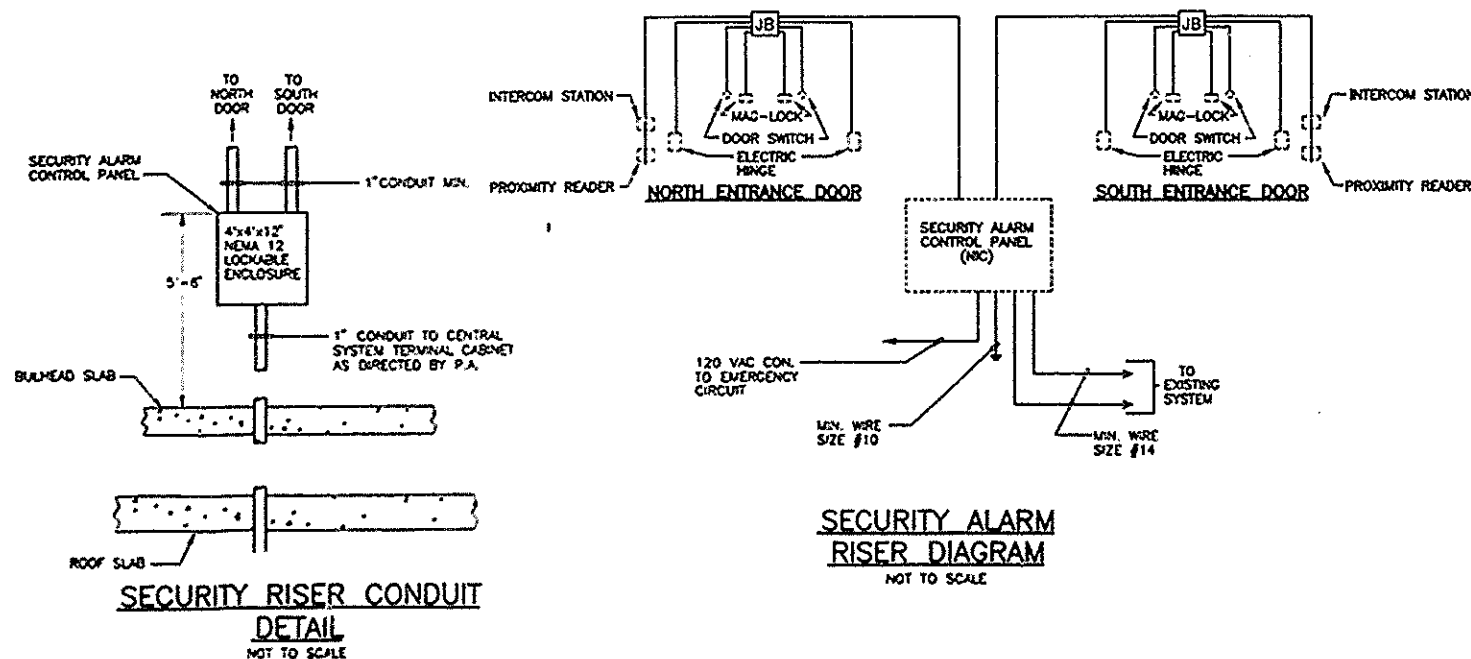 TO
NORTH
DOOR
TO
SOUTH
DOOR
SECURITY ALARM
CONTROL PANEL
1" CONDUIT MIN.
4'x4'x12"
NEMA 12
LOCKABLE
ENCLOSURE
5'-6"
1" CONDUIT TO CENTRAL
SYSTEM TERMINAL CABINET
AS DIRECTED BY P.A.
BULHEAD SLAB
ROOF SLAB
SECURITY RISER CONDUIT
DETAIL
NOT TO SCALE
JB
INTERCOM STATION
MAG-LOCK
DOOR SWITCH
ELECTRIC
HINGE
PROXIMITY READER
NORTH ENTRANCE DOOR
JB
INTERCOM STATION
MAG-LOCK
DOOR SWITCH
ELECTRIC
HINGE
PROXIMITY READER
SOUTH ENTRANCE DOOR
SECURITY ALARM
CONTROL PANEL
(NIC)
120 VAC CON.
TO EMERGENCY
CIRCUIT
MIN. WIRE
SIZE #10
MIN. WIRE
SIZE #14
TO
EXISTING
SYSTEM
SECURITY ALARM
RISER DIAGRAM
NOT TO SCALE